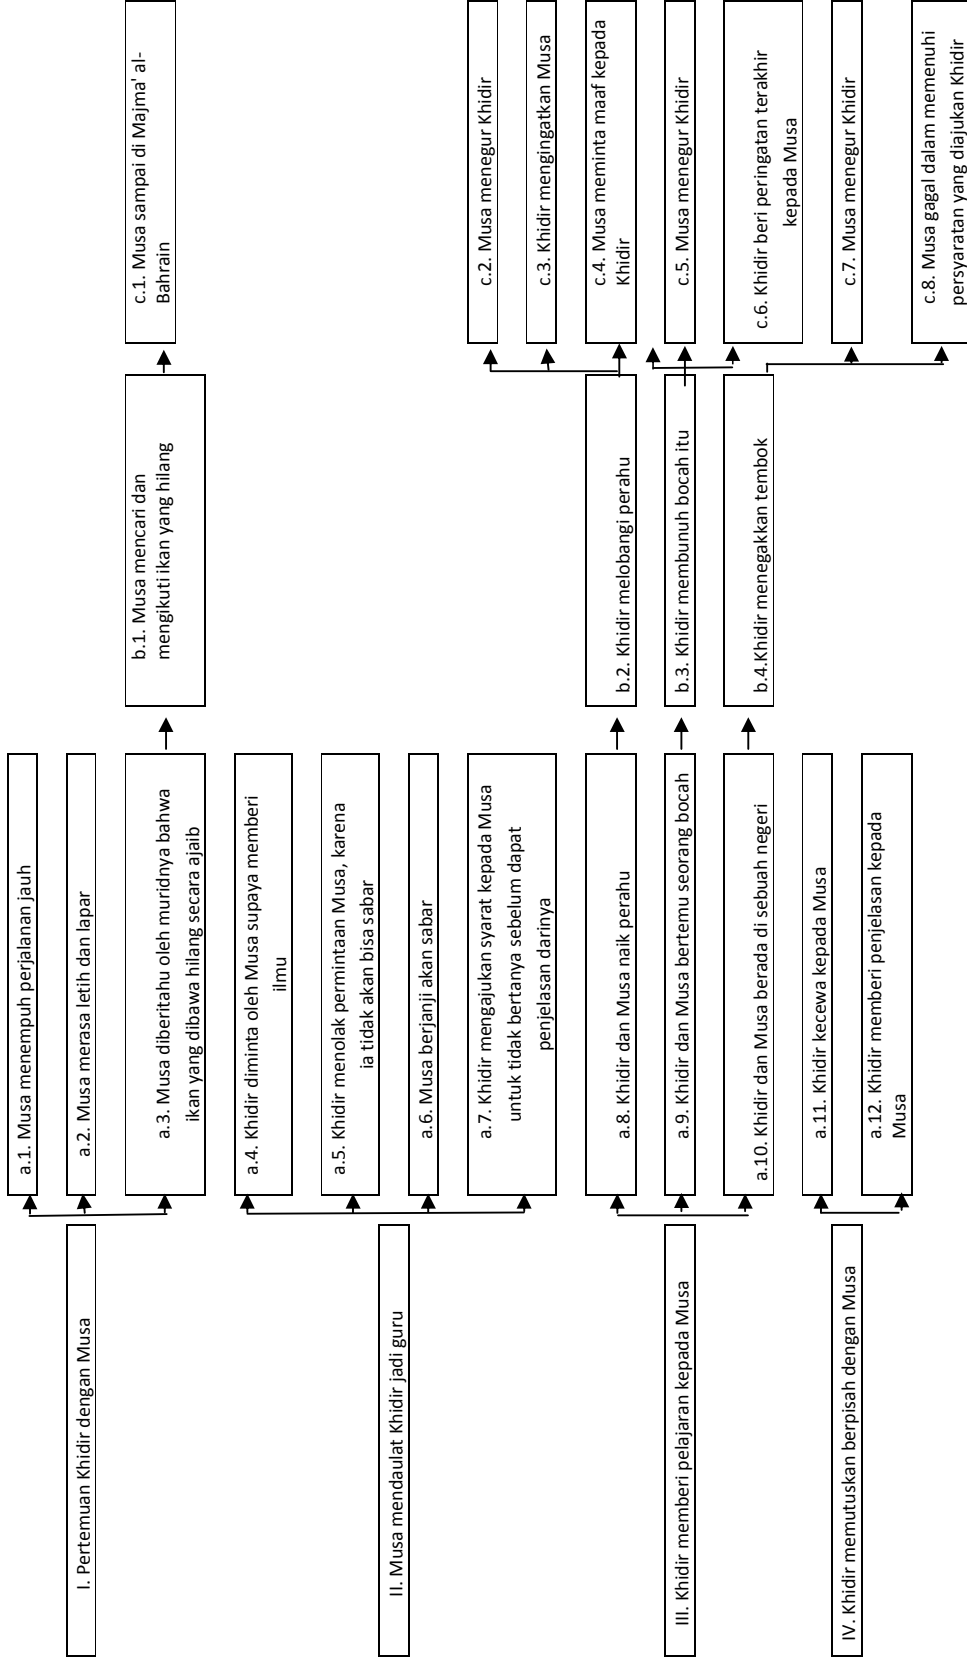 I. Pertemuan Khidir dengan Musa
a.1. Musa menempuh perjalanan jauh
a.2. Musa merasa letih dan lapar
a.3. Musa diberitahu oleh muridnya bahwa
ikan yang dibawa hilang secara ajaib
b.1. Musa mencari dan
mengikuti ikan yang hilang
c.1. Musa sampai di Majma' al-
Bahrain
II. Musa mendaulat Khidir jadi guru
a.4. Khidir diminta oleh Musa supaya memberi
ilmu
a.5. Khidir menolak permintaan Musa, karena
ia tidak akan bisa sabar
a.6. Musa berjanji akan sabar
a.7. Khidir mengajukan syarat kepada Musa
untuk tidak bertanya sebelum dapat
penjelasan darinya
III. Khidir memberi pelajaran kepada Musa
a.8. Khidir dan Musa naik perahu
a.9. Khidir dan Musa bertemu seorang bocah
a.10. Khidir dan Musa berada di sebuah negeri
b.2. Khidir melobangi perahu
b.3. Khidir membunuh bocah itu
b.4.Khidir menegakkan tembok
c.2. Musa menegur Khidir
c.3. Khidir mengingatkan Musa
c.4. Musa meminta maaf kepada
Khidir
c.5. Musa menegur Khidir
c.6. Khidir beri peringatan terakhir
kepada Musa
c.7. Musa menegur Khidir
c.8. Musa gagal dalam memenuhi
persyaratan yang diajukan Khidir
IV. Khidir memutuskan berpisah dengan Musa
a.11. Khidir kecewa kepada Musa
a.12. Khidir memberi penjelasan kepada
Musa